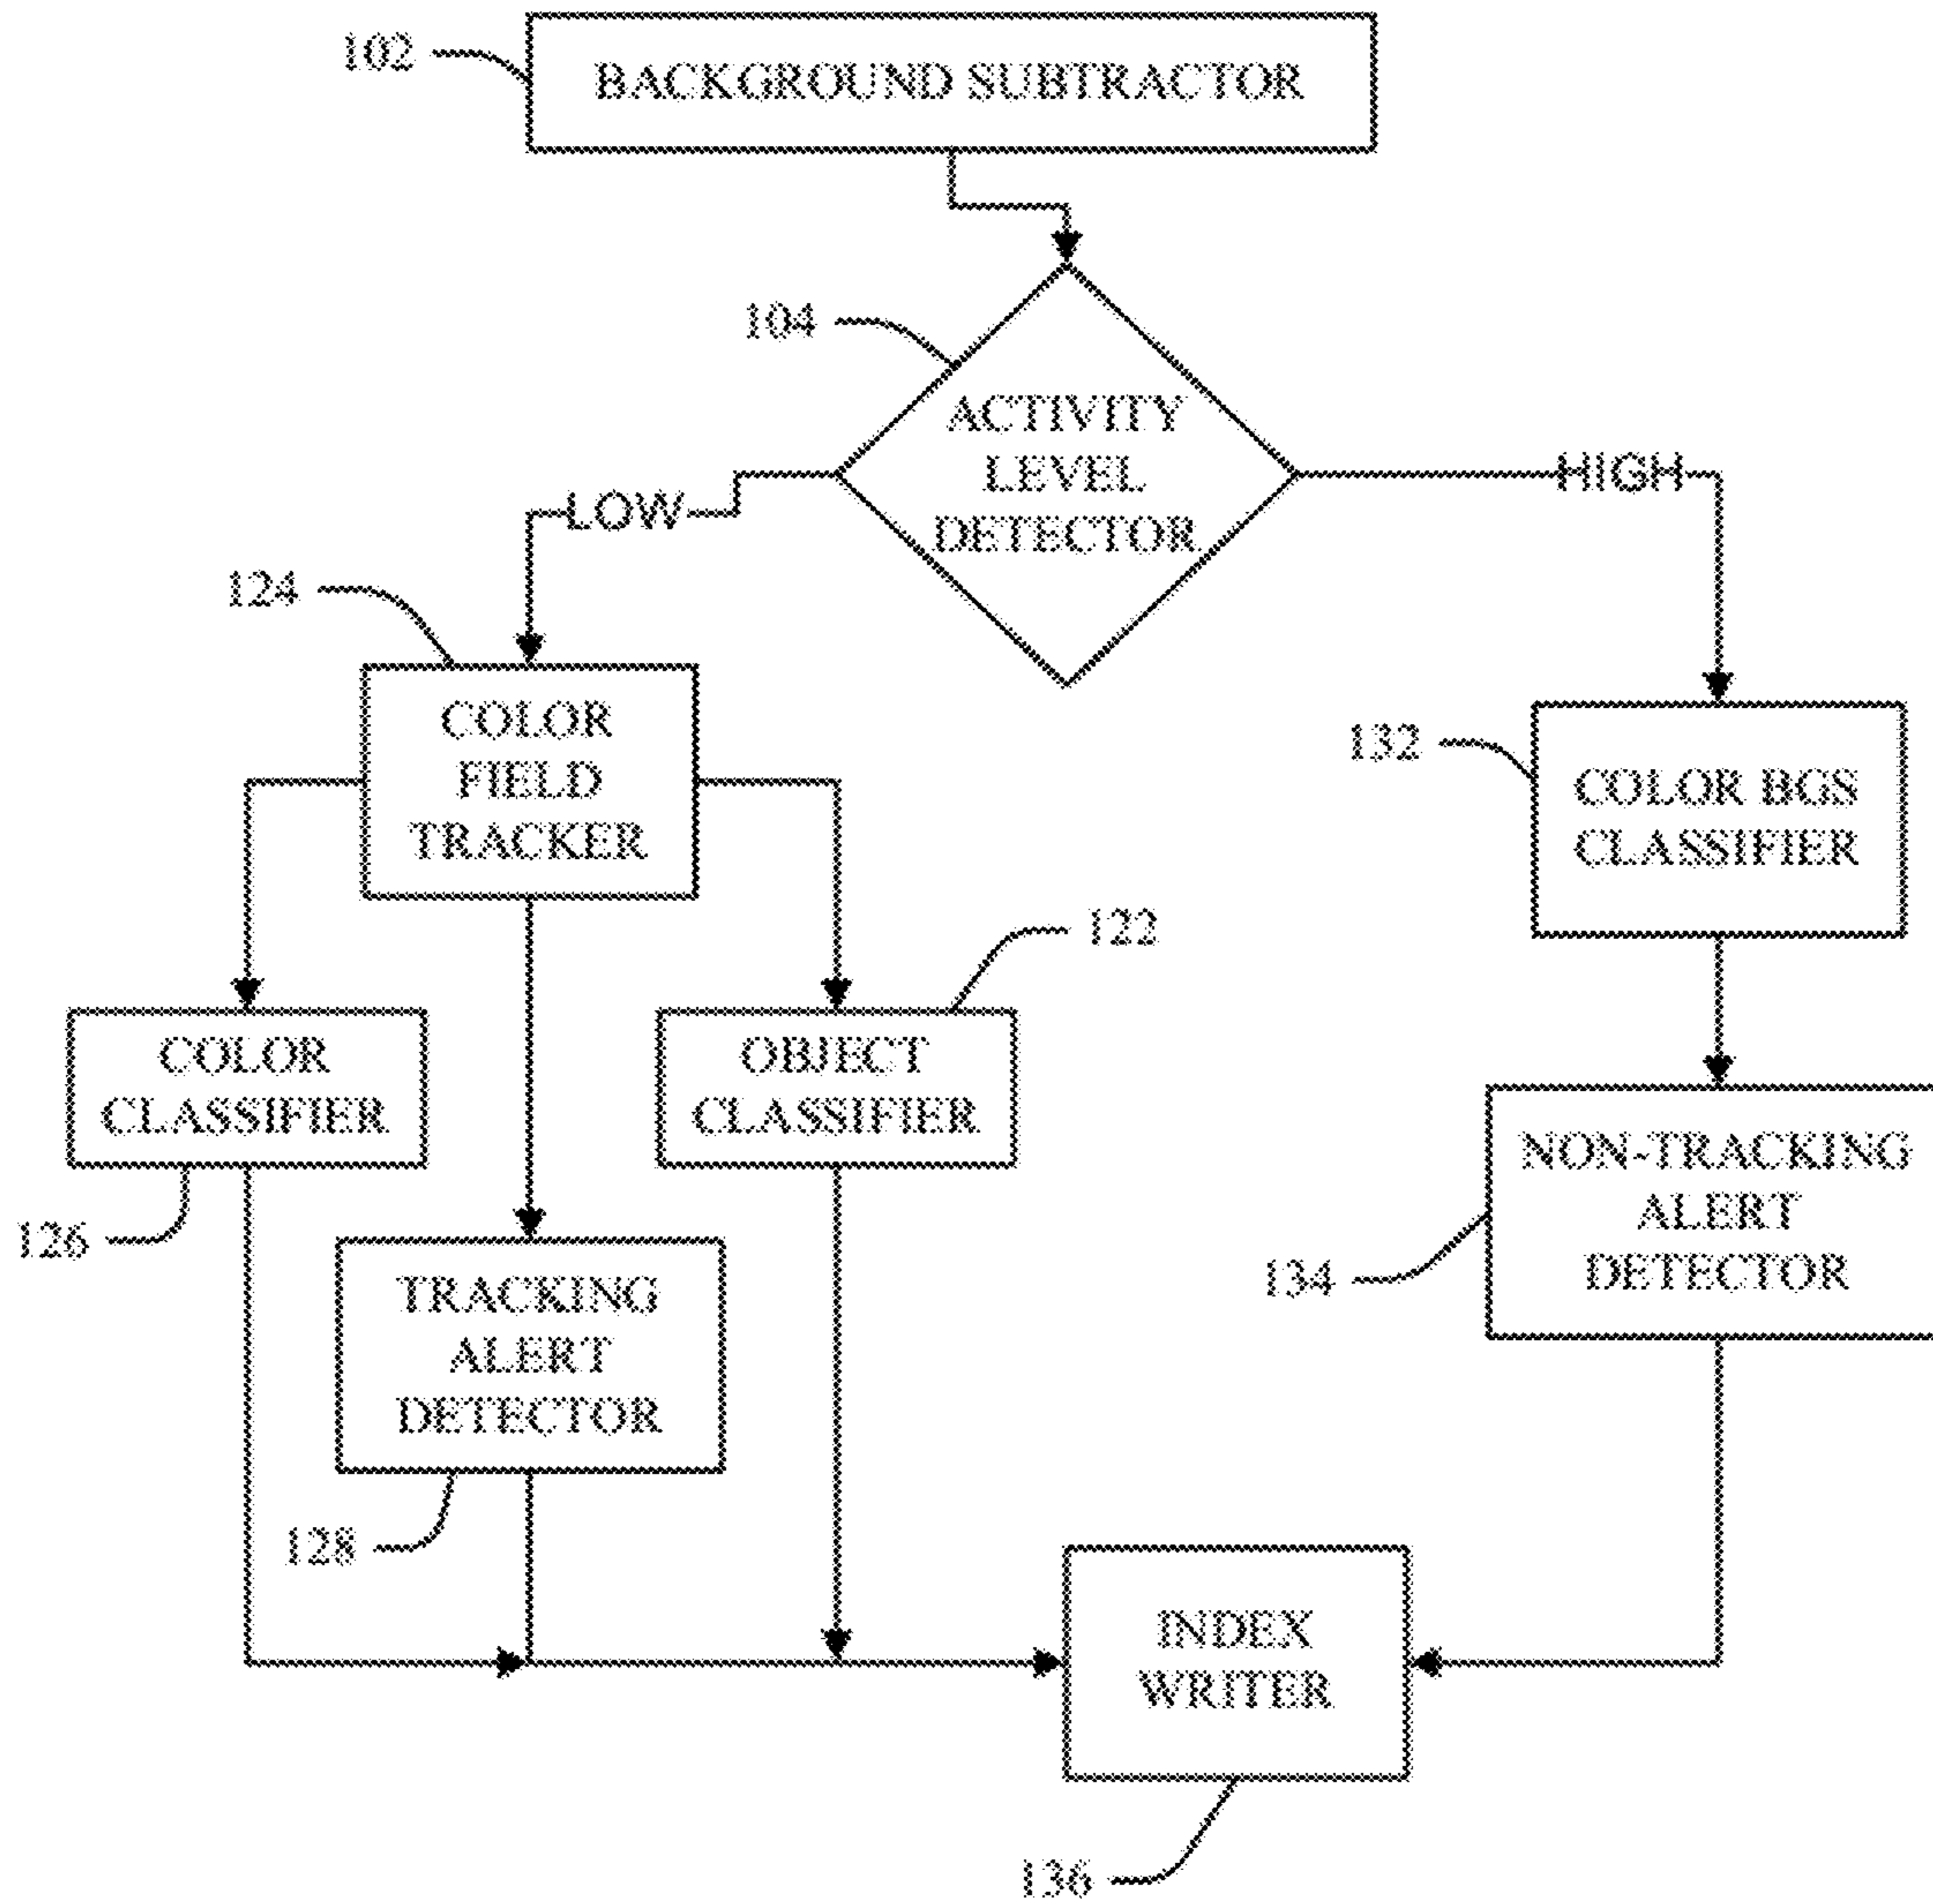 102
BACKGROUND SUBTRACTOR
104
ACTIVITY
LEVEL
DETECTOR
LOW
HIGH
124
COLOR
FIELD
TRACKER
132
COLOR BGS
CLASSIFIER
122
COLOR
CLASSIFIER
OBJECT
CLASSIFIER
126
NON-TRACKING
ALERT
DETECTOR
134
TRACKING
ALERT
DETECTOR
128
INDEX
WRITER
136